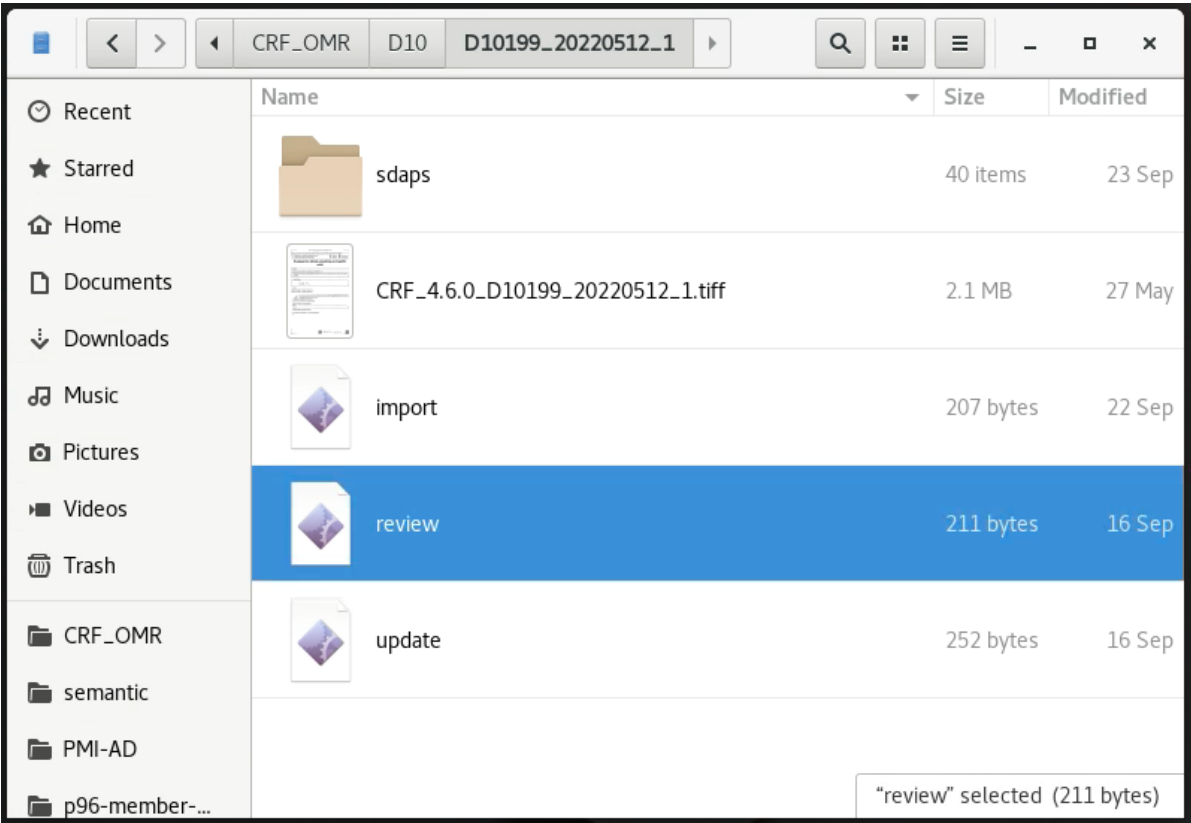 CRF_OMR D10 D10199_20220512_1
Name Size Modified
Recent
Starred
Home
Documents
Downloads
Music
Pictures
Videos
Trash
CRF_OMR
semantic
PMI-AD
p96-member-...
sdaps 40 items 23 Sep
CRF_4.6.0_D10199_20220512_1.tiff 2.1 MB 27 May
import 207 bytes 22 Sep
review 211 bytes 16 Sep
update 252 bytes 16 Sep
“review” selected (211 bytes)